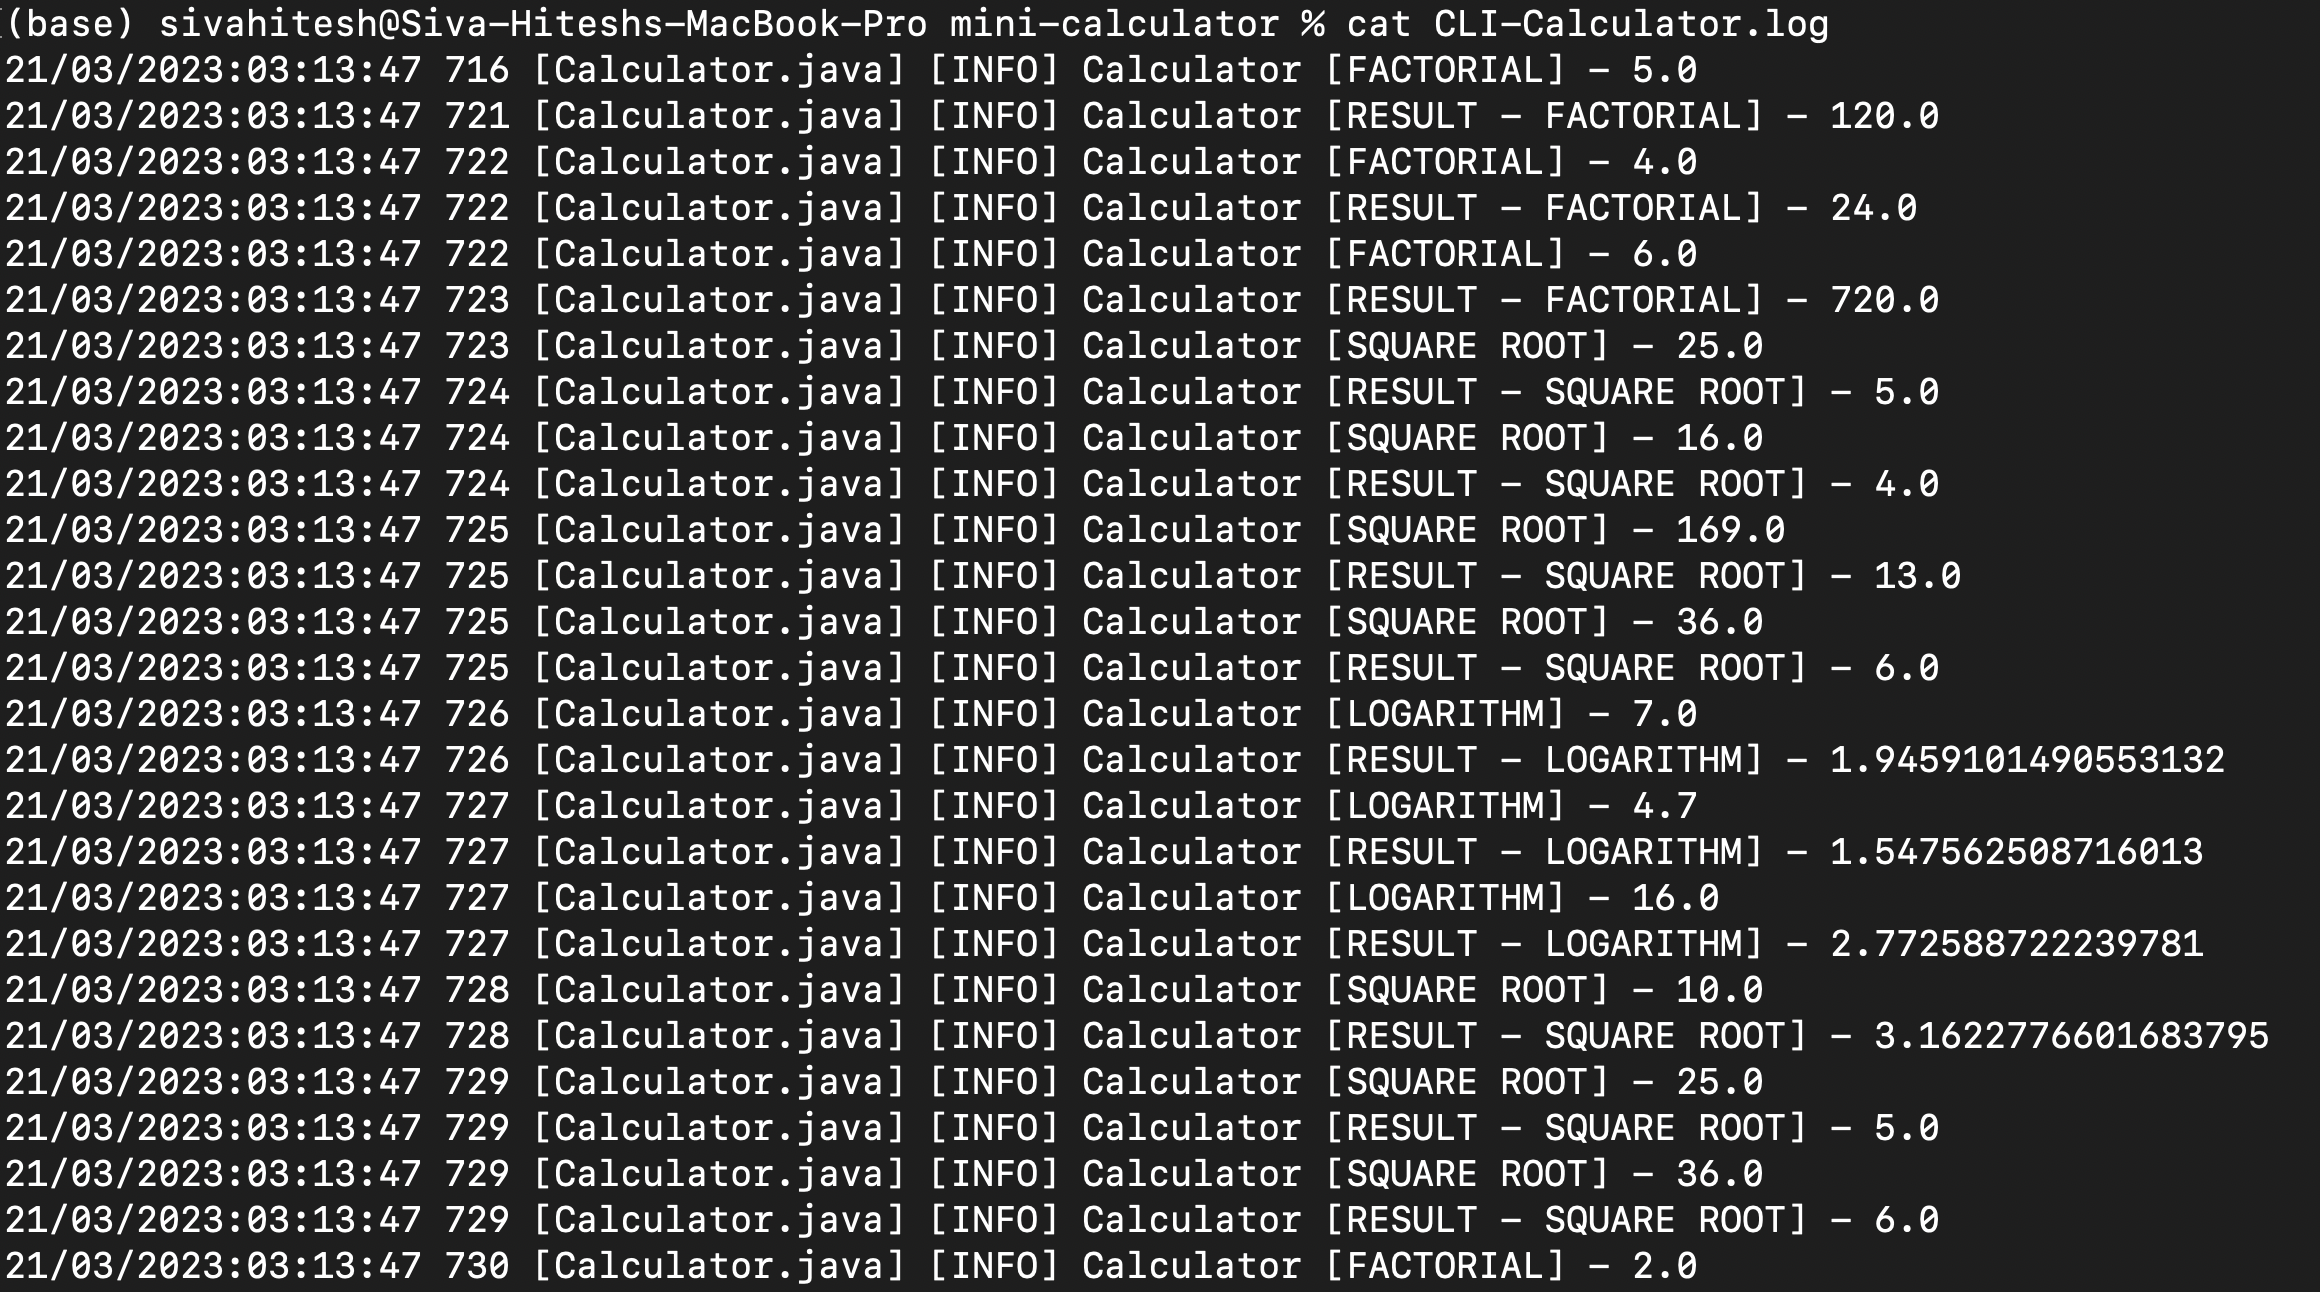 (base) sivahitesh@Siva-Hiteshs-MacBook-Pro mini-calculator % cat CLI-Calculator.log
21/03/2023:03:13:47 716 [Calculator.java] [INFO] Calculator [FACTORIAL] - 5.0
21/03/2023:03:13:47 721 [Calculator.java] [INFO] Calculator [RESULT - FACTORIAL] - 120.0
21/03/2023:03:13:47 722 [Calculator.java] [INFO] Calculator [FACTORIAL] - 4.0
21/03/2023:03:13:47 722 [Calculator.java] [INFO] Calculator [RESULT - FACTORIAL] - 24.0
21/03/2023:03:13:47 722 [Calculator.java] [INFO] Calculator [FACTORIAL] - 6.0
21/03/2023:03:13:47 723 [Calculator.java] [INFO] Calculator [RESULT - FACTORIAL] - 720.0
21/03/2023:03:13:47 723 [Calculator.java] [INFO] Calculator [SQUARE ROOT] - 25.0
21/03/2023:03:13:47 724 [Calculator.java] [INFO] Calculator [RESULT - SQUARE ROOT] - 5.0
21/03/2023:03:13:47 724 [Calculator.java] [INFO] Calculator [SQUARE ROOT] - 16.0
21/03/2023:03:13:47 724 [Calculator.java] [INFO] Calculator [RESULT - SQUARE ROOT] - 4.0
21/03/2023:03:13:47 725 [Calculator.java] [INFO] Calculator [SQUARE ROOT] - 169.0
21/03/2023:03:13:47 725 [Calculator.java] [INFO] Calculator [RESULT - SQUARE ROOT] - 13.0
21/03/2023:03:13:47 725 [Calculator.java] [INFO] Calculator [SQUARE ROOT] - 36.0
21/03/2023:03:13:47 725 [Calculator.java] [INFO] Calculator [RESULT - SQUARE ROOT] - 6.0
21/03/2023:03:13:47 726 [Calculator.java] [INFO] Calculator [LOGARITHM] - 7.0
21/03/2023:03:13:47 726 [Calculator.java] [INFO] Calculator [RESULT - LOGARITHM] - 1.9459101490553132
21/03/2023:03:13:47 727 [Calculator.java] [INFO] Calculator [LOGARITHM] - 4.7
21/03/2023:03:13:47 727 [Calculator.java] [INFO] Calculator [RESULT - LOGARITHM] - 1.547562508716013
21/03/2023:03:13:47 727 [Calculator.java] [INFO] Calculator [LOGARITHM] - 16.0
21/03/2023:03:13:47 727 [Calculator.java] [INFO] Calculator [RESULT - LOGARITHM] - 2.772588722239781
21/03/2023:03:13:47 728 [Calculator.java] [INFO] Calculator [SQUARE ROOT] - 10.0
21/03/2023:03:13:47 728 [Calculator.java] [INFO] Calculator [RESULT - SQUARE ROOT] - 3.1622776601683795
21/03/2023:03:13:47 729 [Calculator.java] [INFO] Calculator [SQUARE ROOT] - 25.0
21/03/2023:03:13:47 729 [Calculator.java] [INFO] Calculator [RESULT - SQUARE ROOT] - 5.0
21/03/2023:03:13:47 729 [Calculator.java] [INFO] Calculator [SQUARE ROOT] - 36.0
21/03/2023:03:13:47 729 [Calculator.java] [INFO] Calculator [RESULT - SQUARE ROOT] - 6.0
21/03/2023:03:13:47 730 [Calculator.java] [INFO] Calculator [FACTORIAL] - 2.0